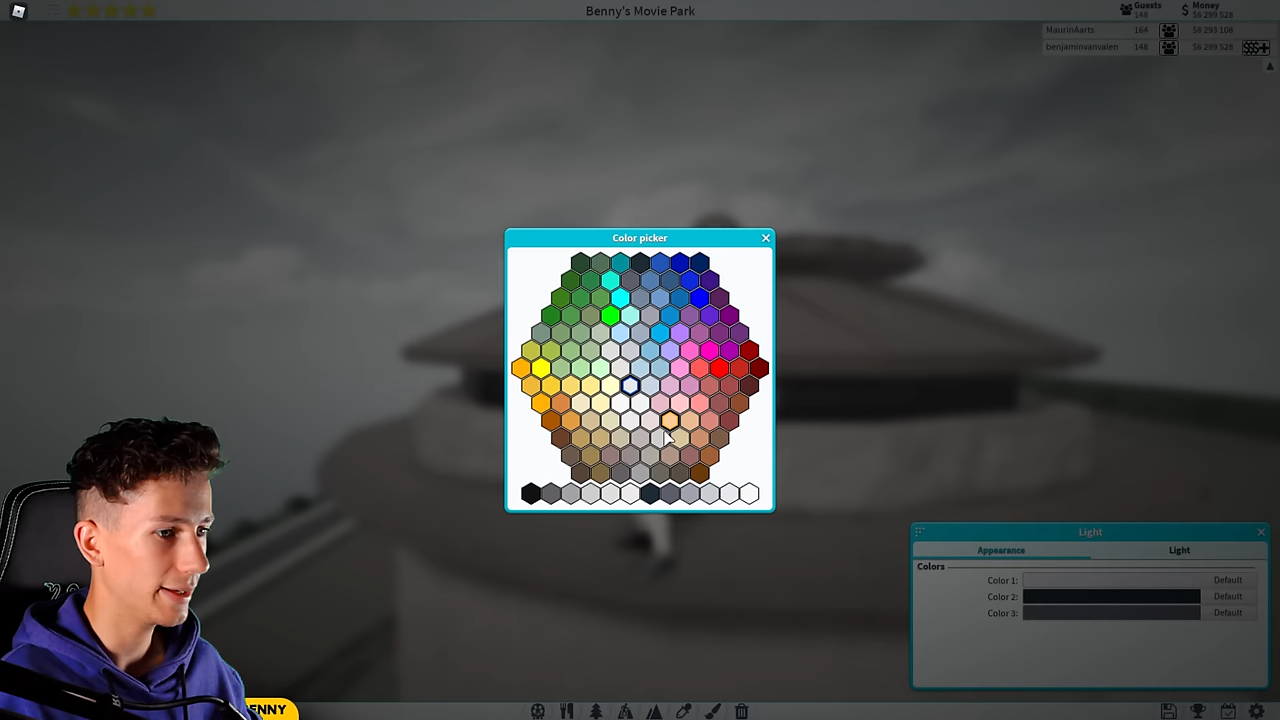 Benny's Movie Park
Guests
148
$ Money
$6 299 528
MaurinAarts 164 $8 293 108
benjaminvanvalen 148 $6 299 528 $$$+
Color picker
Light
Appearance Light
Colors
Color 1: Default
Color 2: Default
Color 3: Default
ENNY